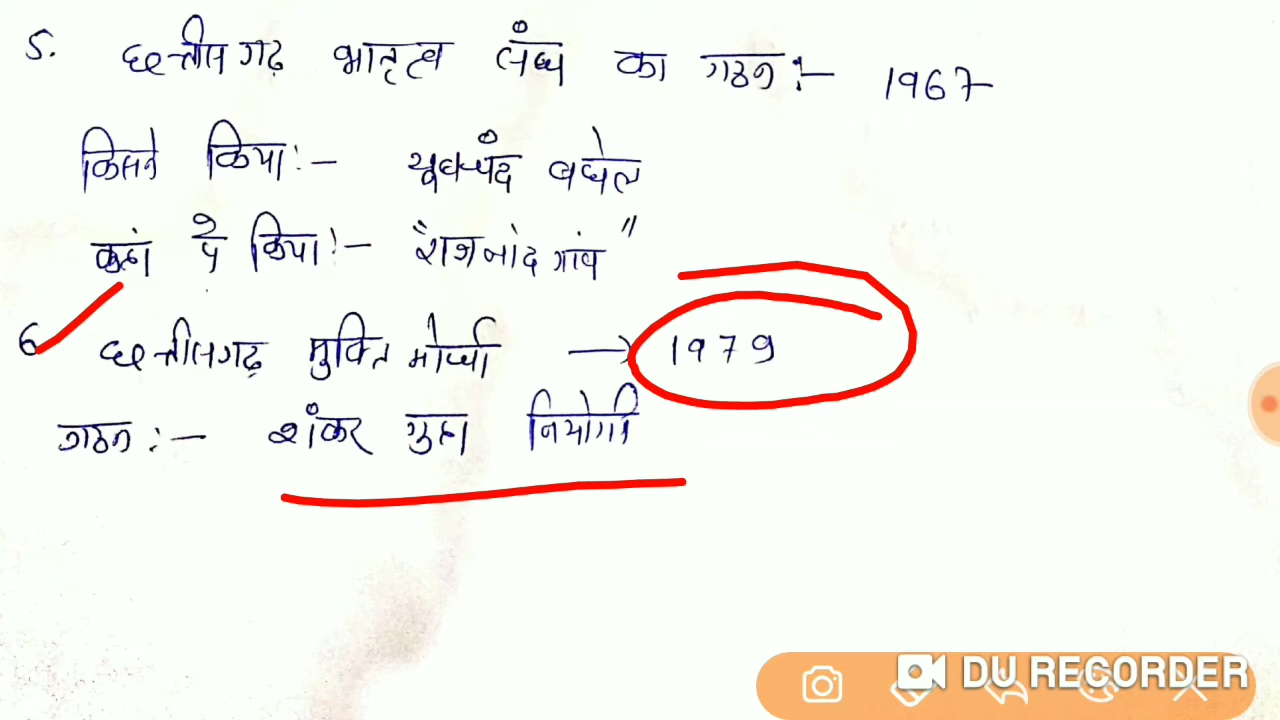 5. छत्तीसगढ़ भातृत्व संघ का गठन :- 1967
किसने किया :- खूबचंद बघेल
कहां पे किया :- "राजनांदगांव"
6 छत्तीसगढ़ मुक्ति मोर्चा → 1979
गठन :- शंकर गुहा नियोगी
DU RECORDER